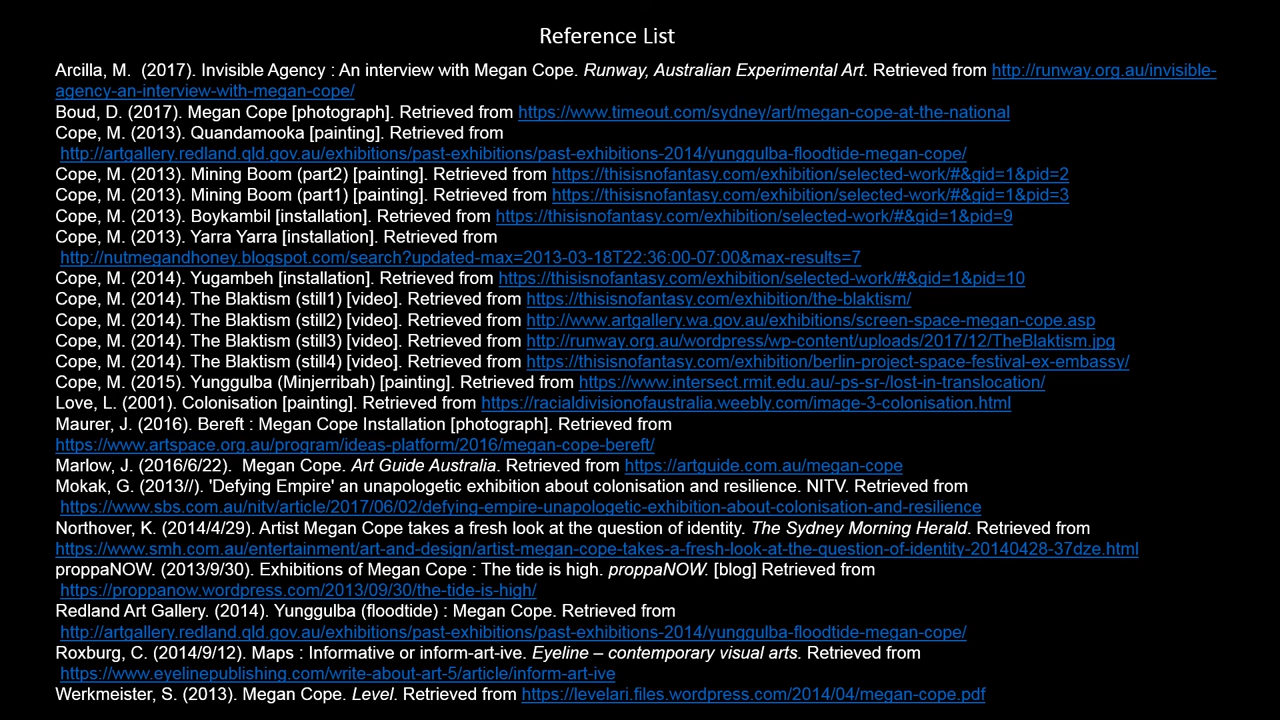 Reference List
Arcilla, M.  (2017). Invisible Agency : An interview with Megan Cope. Runway, Australian Experimental Art. Retrieved from http://runway.org.au/invisible-
agency-an-interview-with-megan-cope/
Boud, D. (2017). Megan Cope [photograph]. Retrieved from https://www.timeout.com/sydney/art/megan-cope-at-the-national
Cope, M. (2013). Quandamooka [painting]. Retrieved from
http://artgallery.redland.qld.gov.au/exhibitions/past-exhibitions/past-exhibitions-2014/yunggulba-floodtide-megan-cope/
Cope, M. (2013). Mining Boom (part2) [painting]. Retrieved from https://thisisnofantasy.com/exhibition/selected-work/#&gid=1&pid=2
Cope, M. (2013). Mining Boom (part1) [painting]. Retrieved from https://thisisnofantasy.com/exhibition/selected-work/#&gid=1&pid=3
Cope, M. (2013). Boykambil [installation]. Retrieved from https://thisisnofantasy.com/exhibition/selected-work/#&gid=1&pid=9
Cope, M. (2013). Yarra Yarra [installation]. Retrieved from
http://nutmegandhoney.blogspot.com/search?updated-max=2013-03-18T22:36:00-07:00&max-results=7
Cope, M. (2014). Yugambeh [installation]. Retrieved from https://thisisnofantasy.com/exhibition/selected-work/#&gid=1&pid=10
Cope, M. (2014). The Blaktism (still1) [video]. Retrieved from https://thisisnofantasy.com/exhibition/the-blaktism/
Cope, M. (2014). The Blaktism (still2) [video]. Retrieved from http://www.artgallery.wa.gov.au/exhibitions/screen-space-megan-cope.asp
Cope, M. (2014). The Blaktism (still3) [video]. Retrieved from http://runway.org.au/wordpress/wp-content/uploads/2017/12/TheBlaktism.jpg
Cope, M. (2014). The Blaktism (still4) [video]. Retrieved from https://thisisnofantasy.com/exhibition/berlin-project-space-festival-ex-embassy/
Cope, M. (2015). Yunggulba (Minjerribah) [painting]. Retrieved from https://www.intersect.rmit.edu.au/-ps-sr-/lost-in-translocation/
Love, L. (2001). Colonisation [painting]. Retrieved from https://racialdivisionofaustralia.weebly.com/image-3-colonisation.html
Maurer, J. (2016). Bereft : Megan Cope Installation [photograph]. Retrieved from
https://www.artspace.org.au/program/ideas-platform/2016/megan-cope-bereft/
Marlow, J. (2016/6/22).  Megan Cope. Art Guide Australia. Retrieved from https://artguide.com.au/megan-cope
Mokak, G. (2013//). 'Defying Empire' an unapologetic exhibition about colonisation and resilience. NITV. Retrieved from
https://www.sbs.com.au/nitv/article/2017/06/02/defying-empire-unapologetic-exhibition-about-colonisation-and-resilience
Northover, K. (2014/4/29). Artist Megan Cope takes a fresh look at the question of identity. The Sydney Morning Herald. Retrieved from
https://www.smh.com.au/entertainment/art-and-design/artist-megan-cope-takes-a-fresh-look-at-the-question-of-identity-20140428-37dze.html
proppaNOW. (2013/9/30). Exhibitions of Megan Cope : The tide is high. proppaNOW. [blog] Retrieved from
https://proppanow.wordpress.com/2013/09/30/the-tide-is-high/
Redland Art Gallery. (2014). Yunggulba (floodtide) : Megan Cope. Retrieved from
http://artgallery.redland.qld.gov.au/exhibitions/past-exhibitions/past-exhibitions-2014/yunggulba-floodtide-megan-cope/
Roxburg, C. (2014/9/12). Maps : Informative or inform-art-ive. Eyeline – contemporary visual arts. Retrieved from
https://www.eyelinepublishing.com/write-about-art-5/article/inform-art-ive
Werkmeister, S. (2013). Megan Cope. Level. Retrieved from https://levelari.files.wordpress.com/2014/04/megan-cope.pdf